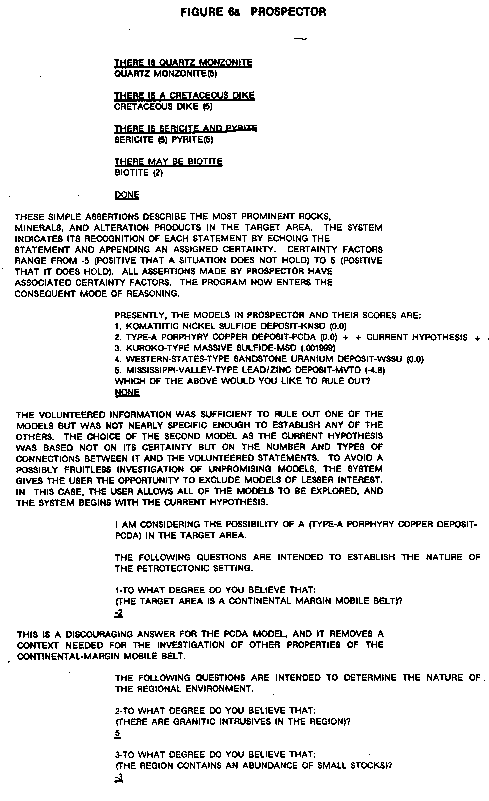 FIGURE 6a PROSPECTOR
THERE IS QUARTZ MONZONITE
QUARTZ MONZONITE(5)
THERE IS A CRETACEOUS DIKE
CRETACEOUS DIKE (5)
THERE IS SERICITE AND PYRITE
SERICITE (5) PYRITE(5)
THERE MAY BE BIOTITE
BIOTITE (2)
DONE
THESE SIMPLE ASSERTIONS DESCRIBE THE MOST PROMINENT ROCKS,
MINERALS, AND ALTERATION PRODUCTS IN THE TARGET AREA. THE SYSTEM
INDICATES ITS RECOGNITION OF EACH STATEMENT BY ECHOING THE
STATEMENT AND APPENDING AN ASSIGNED CERTAINTY. CERTAINTY FACTORS
RANGE FROM -5 (POSITIVE THAT A SITUATION DOES NOT HOLD) TO 5 (POSITIVE
THAT IT DOES HOLD). ALL ASSERTIONS MADE BY PROSPECTOR HAVE
ASSOCIATED CERTAINTY FACTORS. THE PROGRAM NOW ENTERS THE
CONSEQUENT MODE OF REASONING.
PRESENTLY, THE MODELS IN PROSPECTOR AND THEIR SCORES ARE:
1. KOMATIITIC NICKEL SULFIDE DEPOSIT-KNSD (0.0)
2. TYPE-A PORPHYRY COPPER DEPOSIT-PCDA (0.0) + + CURRENT HYPOTHESIS +
3. KUROKO-TYPE MASSIVE SULFIDE-MSD (.001999)
4. WESTERN-STATES-TYPE SANDSTONE URANIUM DEPOSIT-WSSU (0.0)
5. MISSISSIPPI-VALLEY-TYPE LEAD/ZINC DEPOSIT-MVTD (-4.8)
WHICH OF THE ABOVE WOULD YOU LIKE TO RULE OUT?
NONE
THE VOLUNTEERED INFORMATION WAS SUFFICIENT TO RULE OUT ONE OF THE
MODELS BUT WAS NOT NEARLY SPECIFIC ENOUGH TO ESTABLISH ANY OF THE
OTHERS. THE CHOICE OF THE SECOND MODEL AS THE CURRENT HYPOTHESIS
WAS BASED NOT ON ITS CERTAINTY BUT ON THE NUMBER AND TYPES OF
CONNECTIONS BETWEEN IT AND THE VOLUNTEERED STATEMENTS. TO AVOID A
POSSIBLY FRUITLESS INVESTIGATION OF UNPROMISING MODELS, THE SYSTEM
GIVES THE USER THE OPPORTUNITY TO EXCLUDE MODELS OF LESSER INTEREST.
IN THIS CASE, THE USER ALLOWS ALL OF THE MODELS TO BE EXPLORED, AND
THE SYSTEM BEGINS WITH THE CURRENT HYPOTHESIS.
I AM CONSIDERING THE POSSIBILITY OF A (TYPE-A PORPHYRY COPPER DEPOSIT-
PCDA) IN THE TARGET AREA.
THE FOLLOWING QUESTIONS ARE INTENDED TO ESTABLISH THE NATURE OF
THE PETROTECTONIC SETTING.
1-TO WHAT DEGREE DO YOU BELIEVE THAT:
(THE TARGET AREA IS A CONTINENTAL MARGIN MOBILE BELT)?
-2
THIS IS A DISCOURAGING ANSWER FOR THE PCDA MODEL, AND IT REMOVES A
CONTEXT NEEDED FOR THE INVESTIGATION OF OTHER PROPERTIES OF THE
CONTINENTAL-MARGIN MOBILE BELT.
THE FOLLOWING QUESTIONS ARE INTENDED TO DETERMINE THE NATURE OF
THE REGIONAL ENVIRONMENT.
2-TO WHAT DEGREE DO YOU BELIEVE THAT:
(THERE ARE GRANITIC INTRUSIVES IN THE REGION)?
5
3-TO WHAT DEGREE DO YOU BELIEVE THAT:
(THE REGION CONTAINS AN ABUNDANCE OF SMALL STOCKS)?
-3